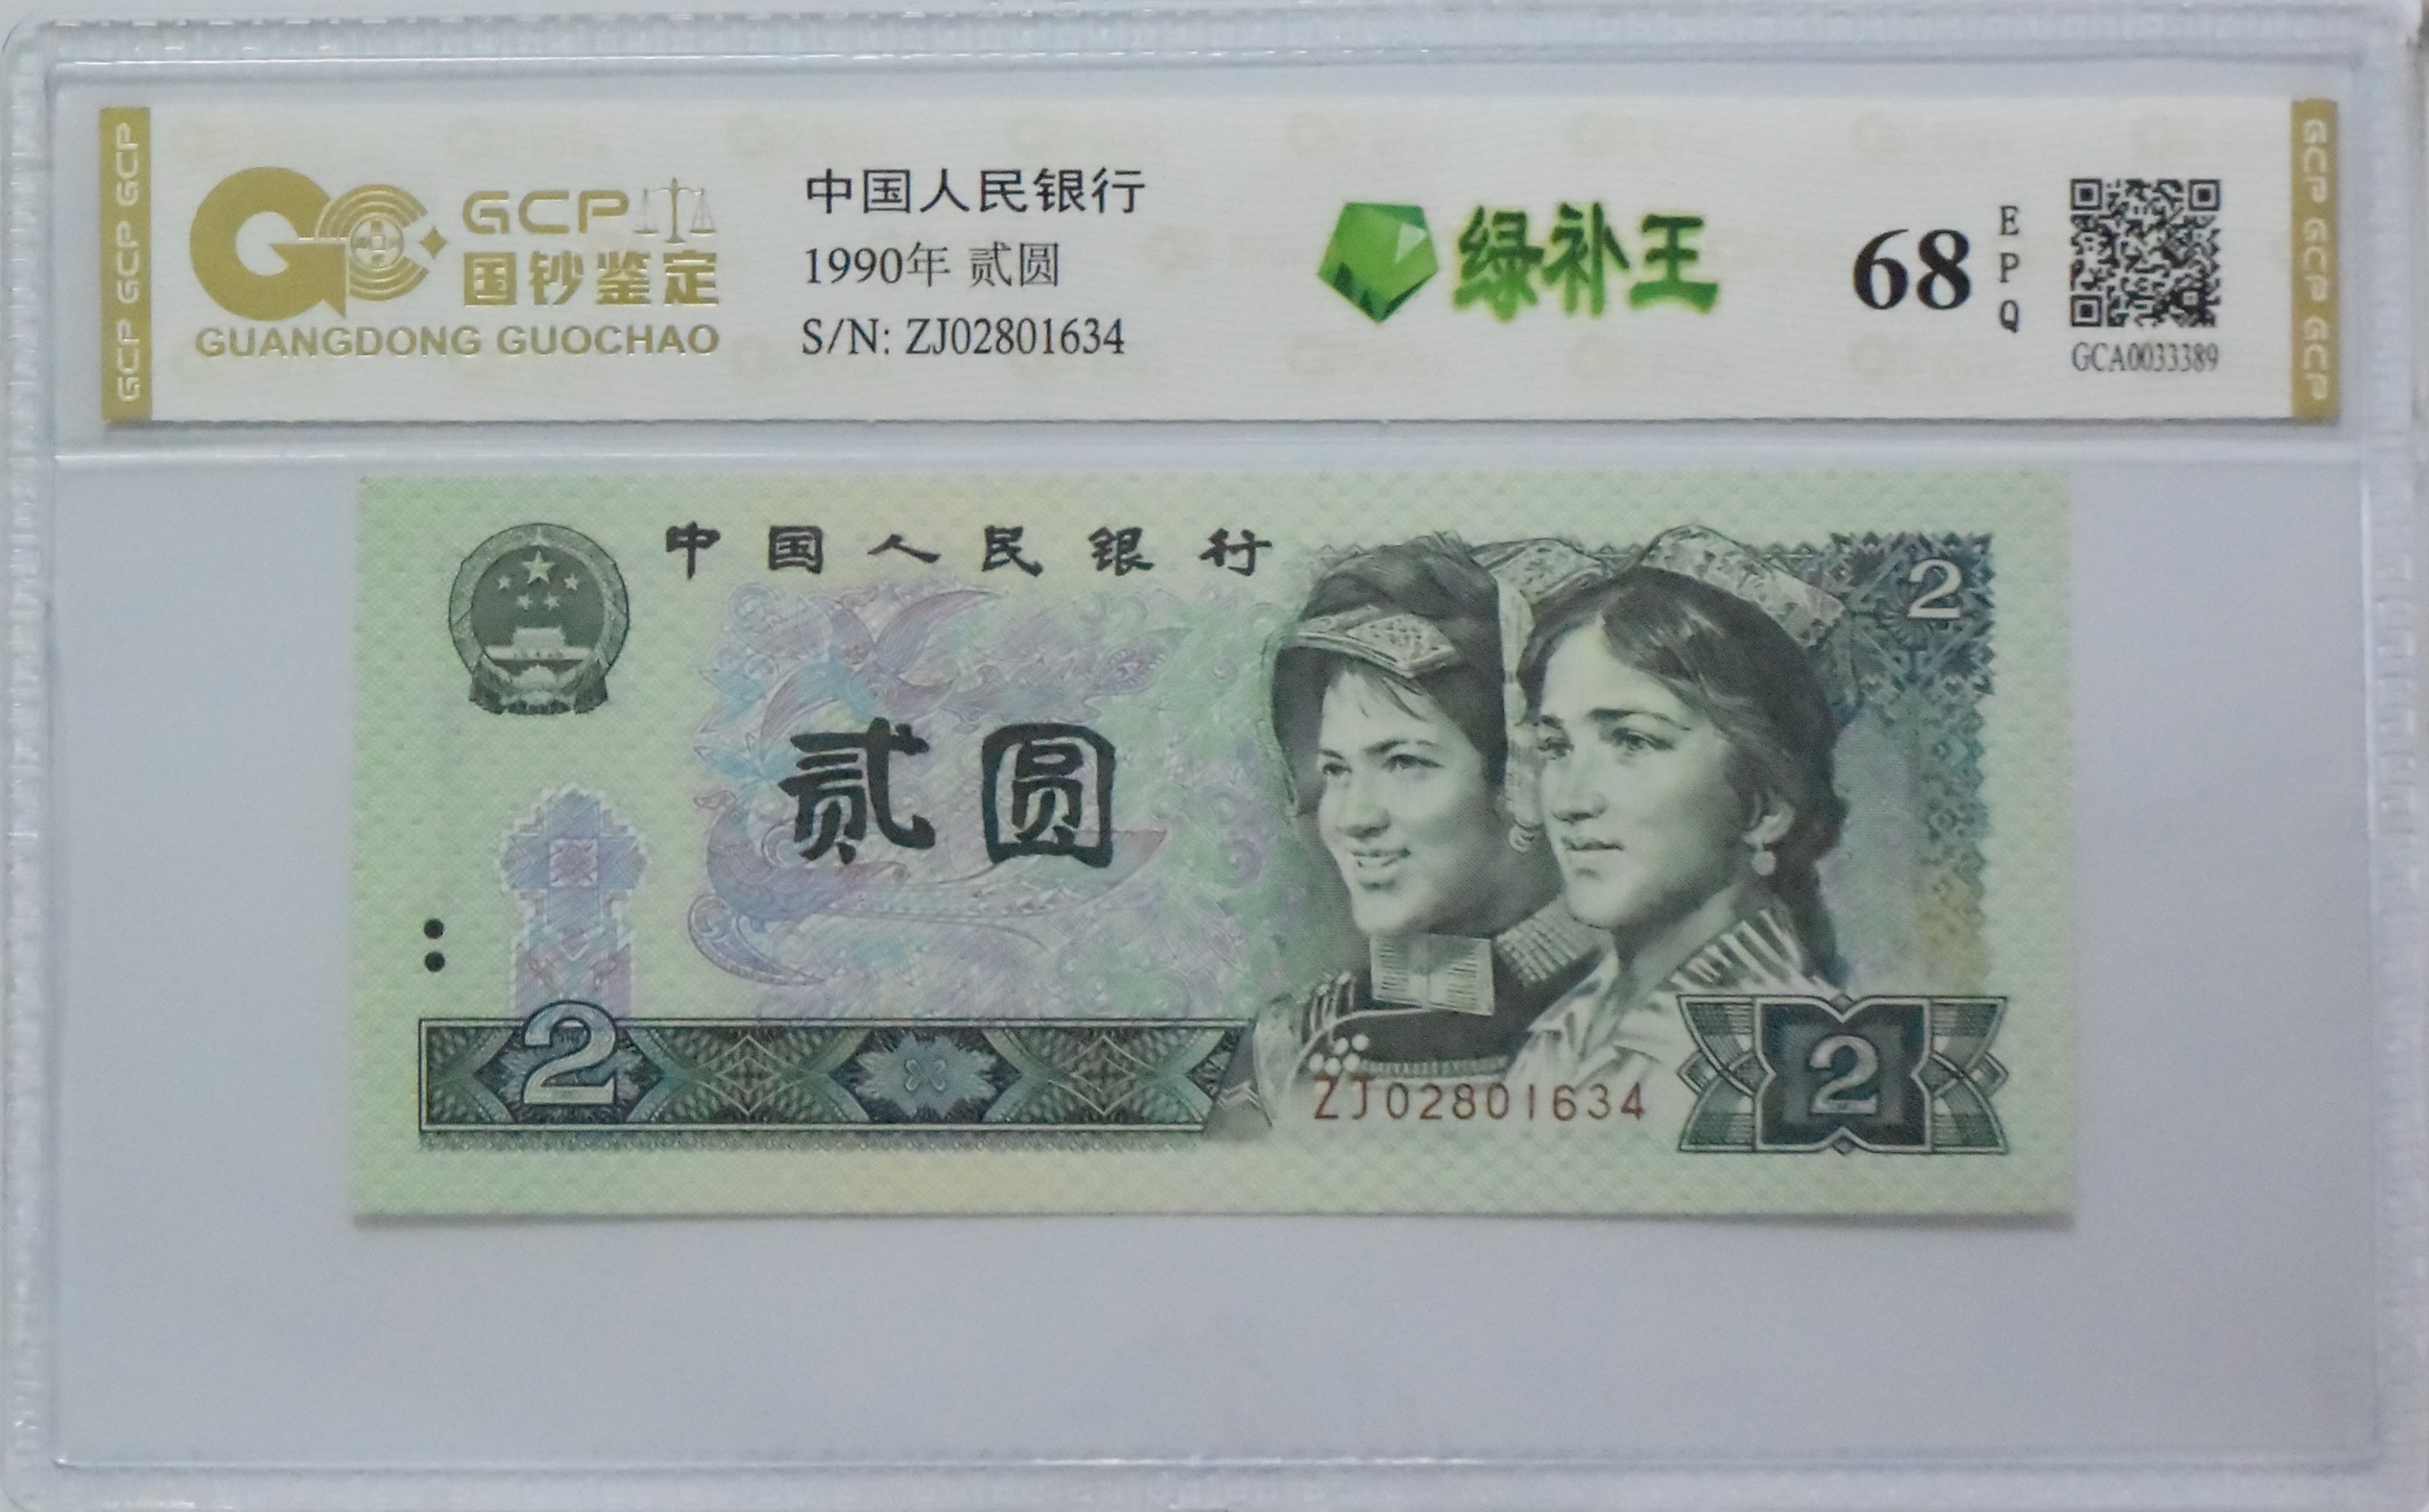 GCP GCP GCP
GCP
国钞鉴定
GUANGDONG GUOCHAO
中国人民银行
1990年 贰圆
S/N: ZJ02801634
绿补王
68
EPQ
GCA0033389
GCP GCP GCP
中国人民银行
2
贰圆
2
ZJ02801634
2